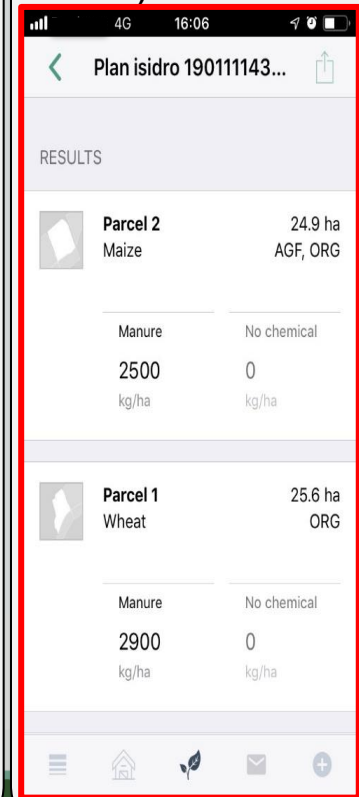 4G 16:06
Plan isidro 190111143...
RESULTS
Parcel 2 24.9 ha
Maize AGF, ORG
Manure No chemical
2500 0
kg/ha kg/ha
Parcel 1 25.6 ha
Wheat ORG
Manure No chemical
2900 0
kg/ha kg/ha